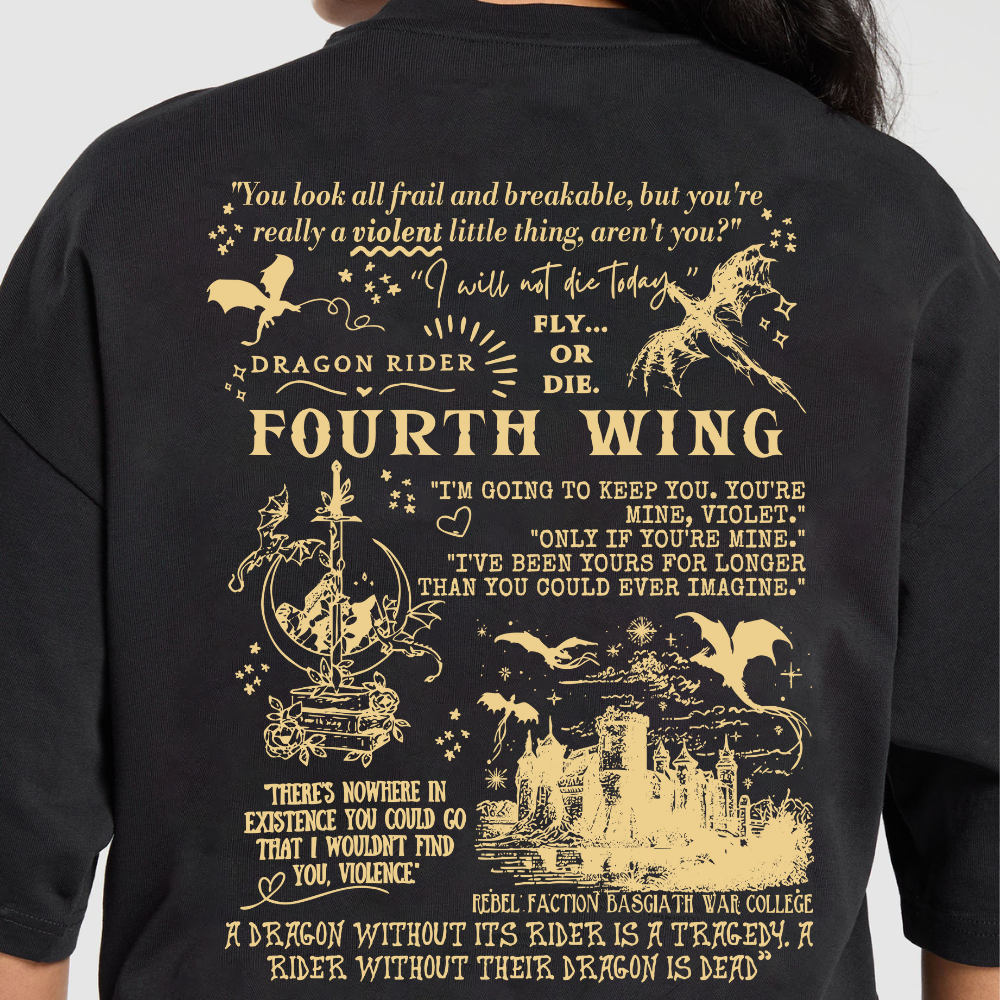 "You look all frail and breakable, but you're
really a violent little thing, aren't you?"
"I will not die today"
FLY...
OR
DIE.
DRAGON RIDER
FOURTH WING
"I'M GOING TO KEEP YOU. YOU'RE
MINE, VIOLET."
"ONLY IF YOU'RE MINE."
"I'VE BEEN YOURS FOR LONGER
THAN YOU COULD EVER IMAGINE."
"THERE'S NOWHERE IN
EXISTENCE YOU COULD GO
THAT I WOULDN'T FIND
YOU, VIOLENCE."
REBEL FACTION BASGIATH WAR COLLEGE
A DRAGON WITHOUT ITS RIDER IS A TRAGEDY. A
RIDER WITHOUT THEIR DRAGON IS DEAD"